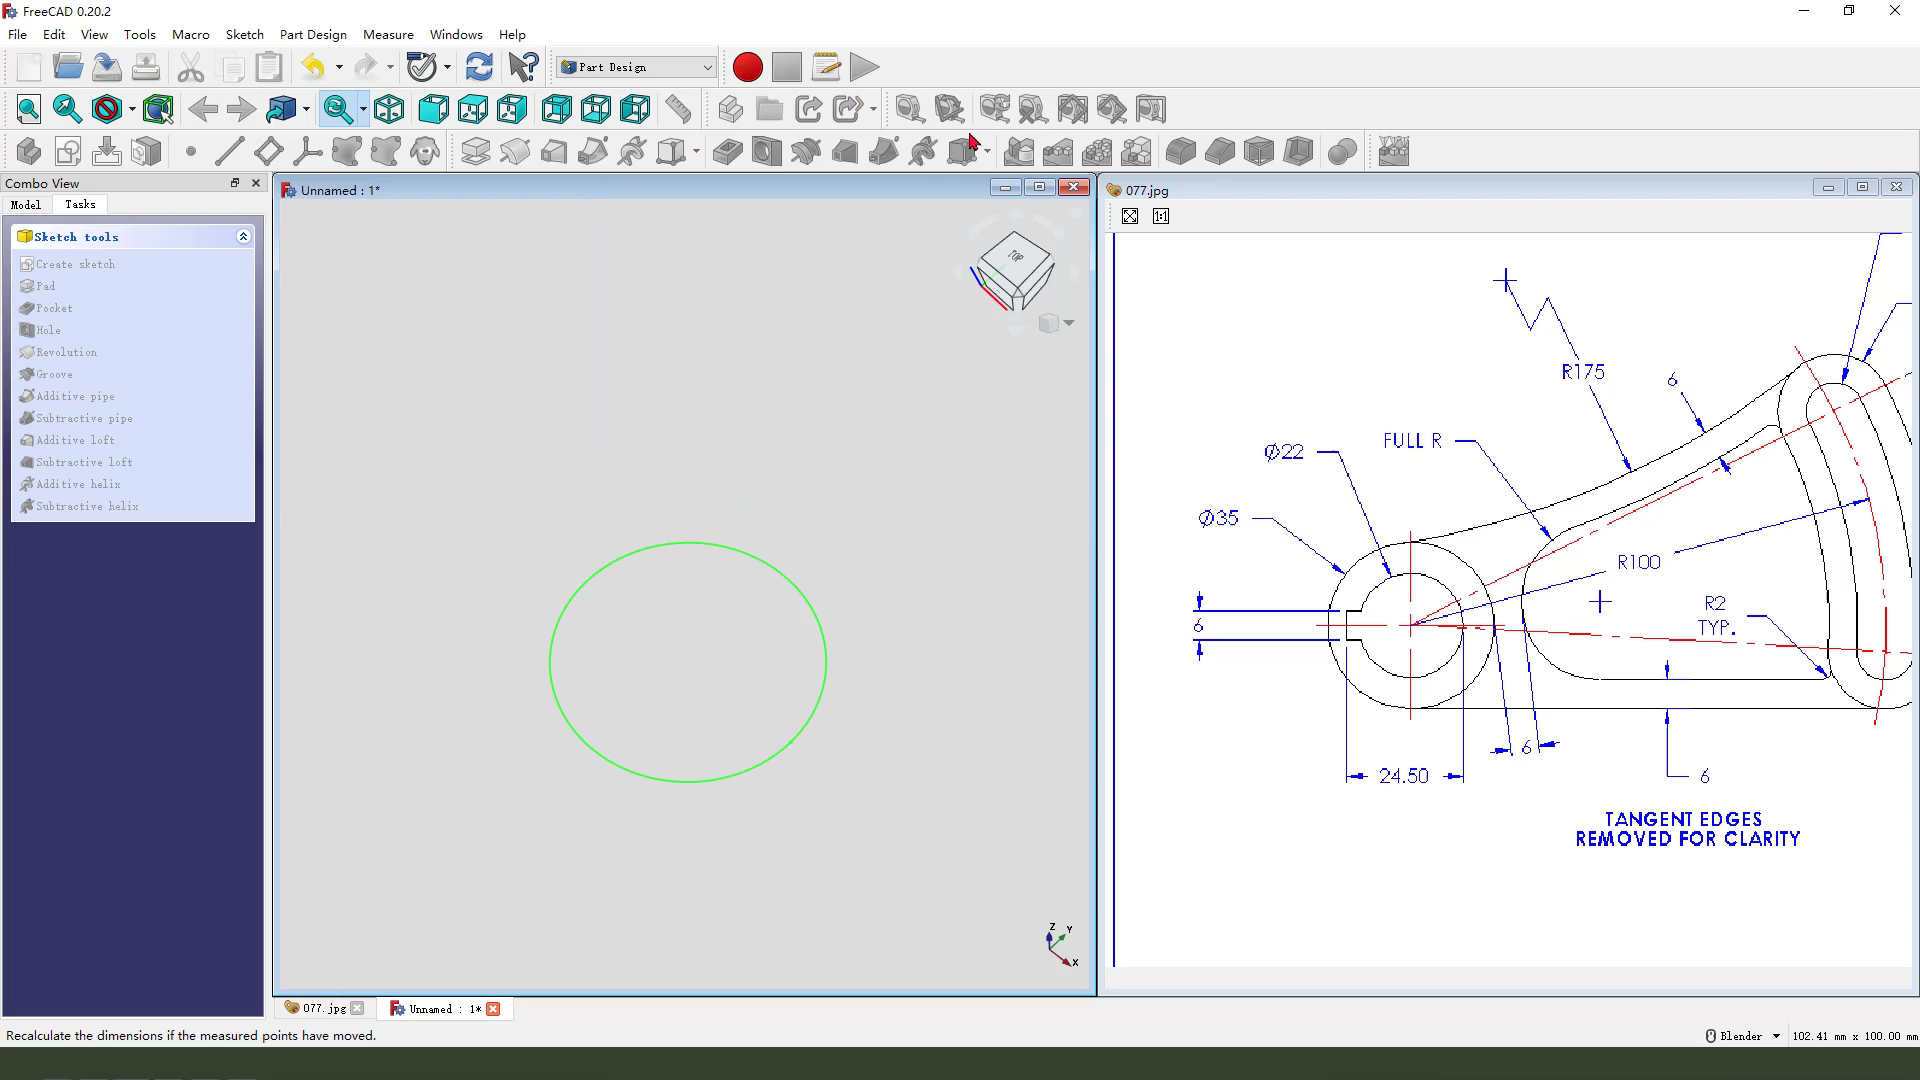 FreeCAD 0.20.2
File Edit View Tools Macro Sketch Part Design Measure Windows Help
Part Design
Combo View
Model Tasks
Sketch tools
Create sketch
Pad
Pocket
Hole
Revolution
Groove
Additive pipe
Subtractive pipe
Additive loft
Subtractive loft
Additive helix
Subtractive helix
Unnamed : 1*
TOP
Z
Y
X
077.jpg
1:1
R175
6
FULL R
Ø22
Ø35
R100
R2
TYP.
6
6
24.50
6
TANGENT EDGES
REMOVED FOR CLARITY
077.jpg
Unnamed : 1*
Recalculate the dimensions if the measured points have moved.
Blender
102.41 mm x 100.00 mm